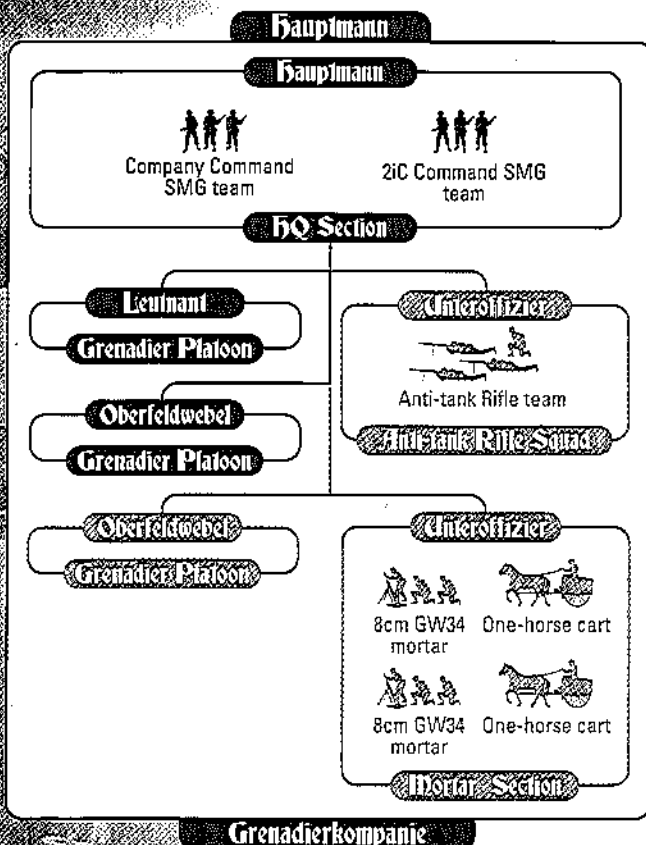 Hauptmann
Hauptmann
Company Command
SMG team
2iC Command SMG
team
HQ Section
Leutnant
Grenadier Platoon
Unteroffizier
Anti-tank Rifle team
Anti-tank Rifle Squad
Oberfeldwebel
Grenadier Platoon
Oberfeldwebel
Grenadier Platoon
Unteroffizier
8cm GW34
mortar
One-horse cart
8cm GW34
mortar
One-horse cart
Mortar Section
Grenadierkompanie